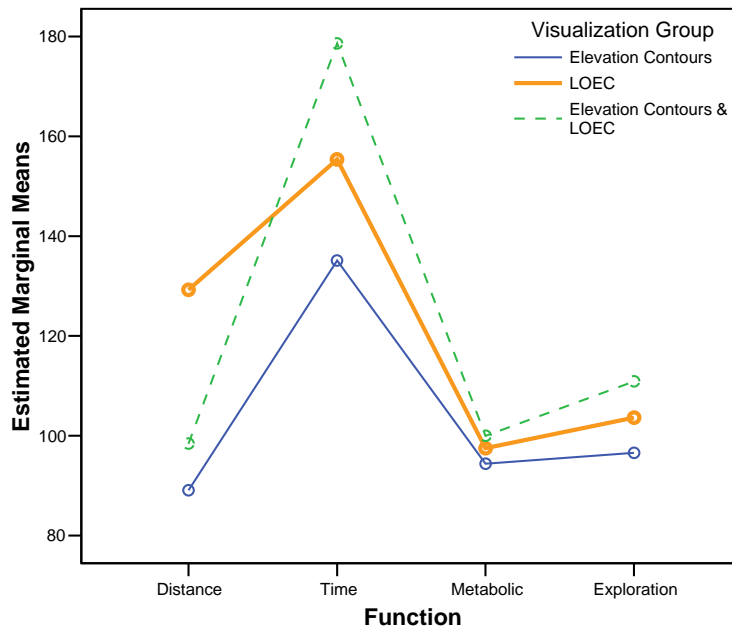 Visualization Group
Elevation Contours
LOEC
Elevation Contours &
LOEC
Estimated Marginal Means
180
160
140
120
100
80
Distance Time Metabolic Exploration
Function